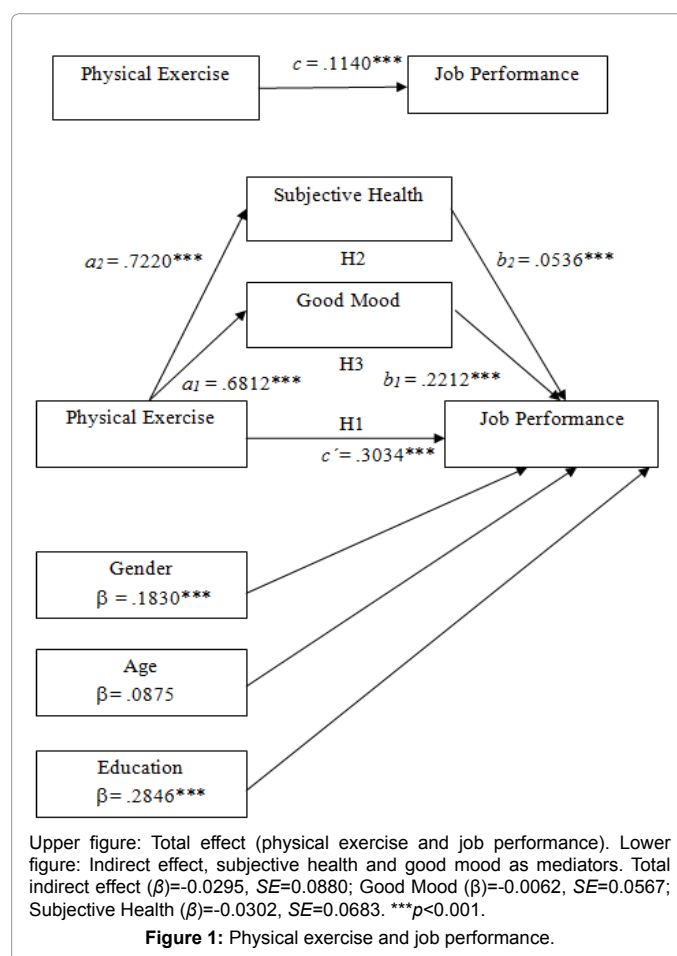 c = .1140***
Physical Exercise
Job Performance
Subjective Health
a2 = .7220***
H2
b2 = .0536***
Good Mood
H3
a1 = .6812***
b1 = .2212***
Physical Exercise
H1
Job Performance
c´= .3034***
Gender
β = .1830***
Age
β= .0875
Education
β= .2846***
Upper figure: Total effect (physical exercise and job performance). Lower
figure: Indirect effect, subjective health and good mood as mediators. Total
indirect effect (β)=-0.0295, SE=0.0880; Good Mood (β)=-0.0062, SE=0.0567;
Subjective Health (β)=-0.0302, SE=0.0683. ***p<0.001.
Figure 1: Physical exercise and job performance.